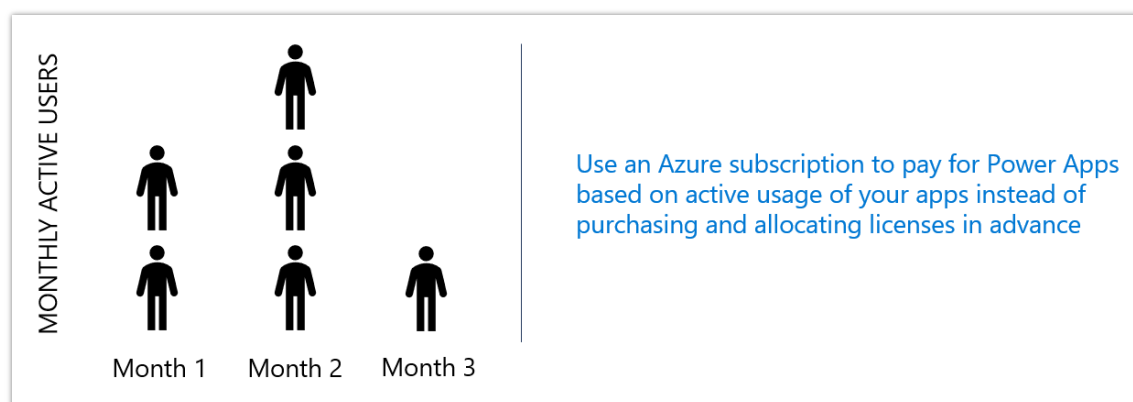 MONTHLY ACTIVE USERS
Month 1
Month 2
Month 3
Use an Azure subscription to pay for Power Apps
based on active usage of your apps instead of
purchasing and allocating licenses in advance